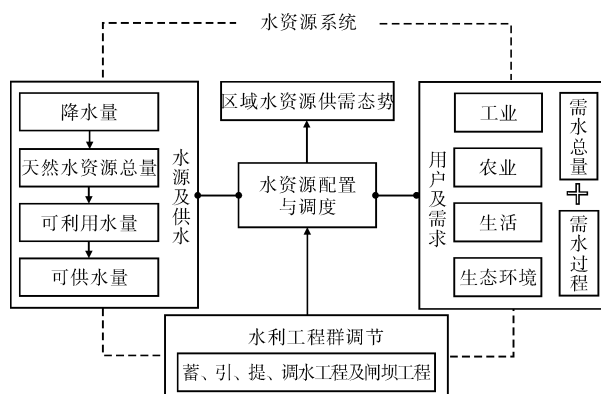 水资源系统
降水量
天然水资源总量
可利用水量
可供水量
水源及供水
区域水资源供需态势
水资源配置
与调度
用户及需求
工业
农业
生活
生态环境
需水总量
需水过程
水利工程群调节
蓄、引、提、调水工程及闸坝工程